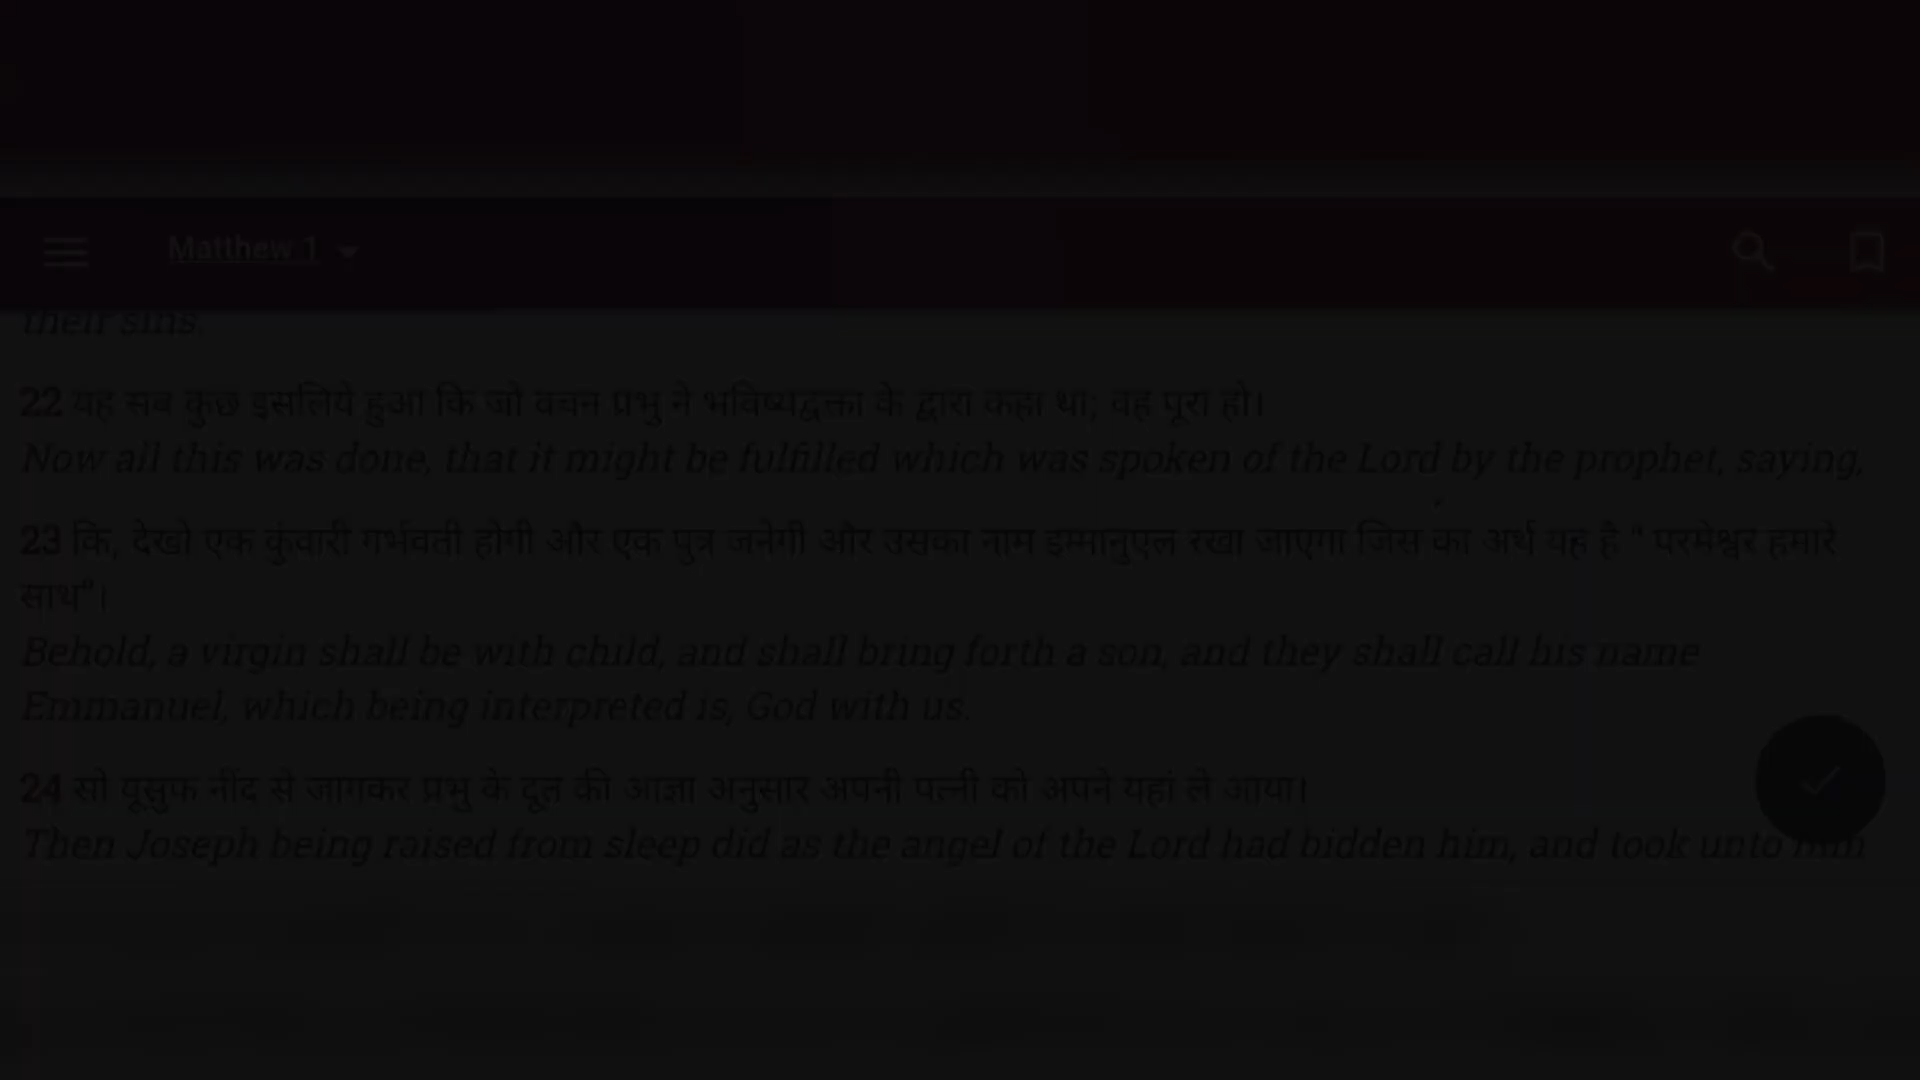 Matthew 1
their sins.
22 यह सब कुछ इसलिये हुआ कि जो वचन प्रभु ने भविष्यद्वक्ता के द्वारा कहा था; वह पूरा हो।
Now all this was done, that it might be fulfilled which was spoken of the Lord by the prophet, saying,
23 कि, देखो एक कुंवारी गर्भवती होगी और एक पुत्र जनेगी और उसका नाम इम्मानुएल रखा जाएगा जिस का अर्थ यह है “ परमेश्वर हमारे
साथ”।
Behold, a virgin shall be with child, and shall bring forth a son, and they shall call his name
Emmanuel, which being interpreted is, God with us.
24 सो यूसुफ नींद से जागकर प्रभु के दूत की आज्ञा अनुसार अपनी पत्नी को अपने यहां ले आया।
Then Joseph being raised from sleep did as the angel of the Lord had bidden him, and took unto him